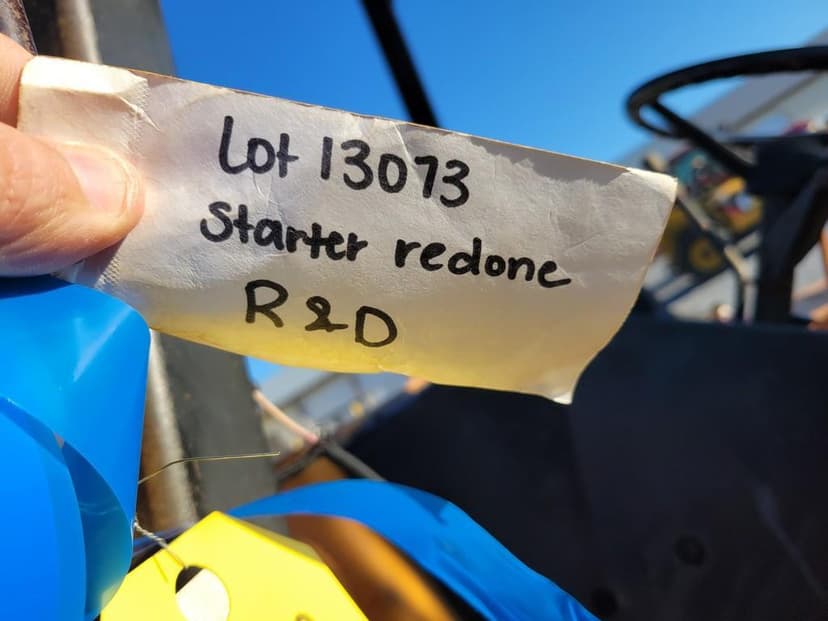 Lot 13073
Starter redone
R & D